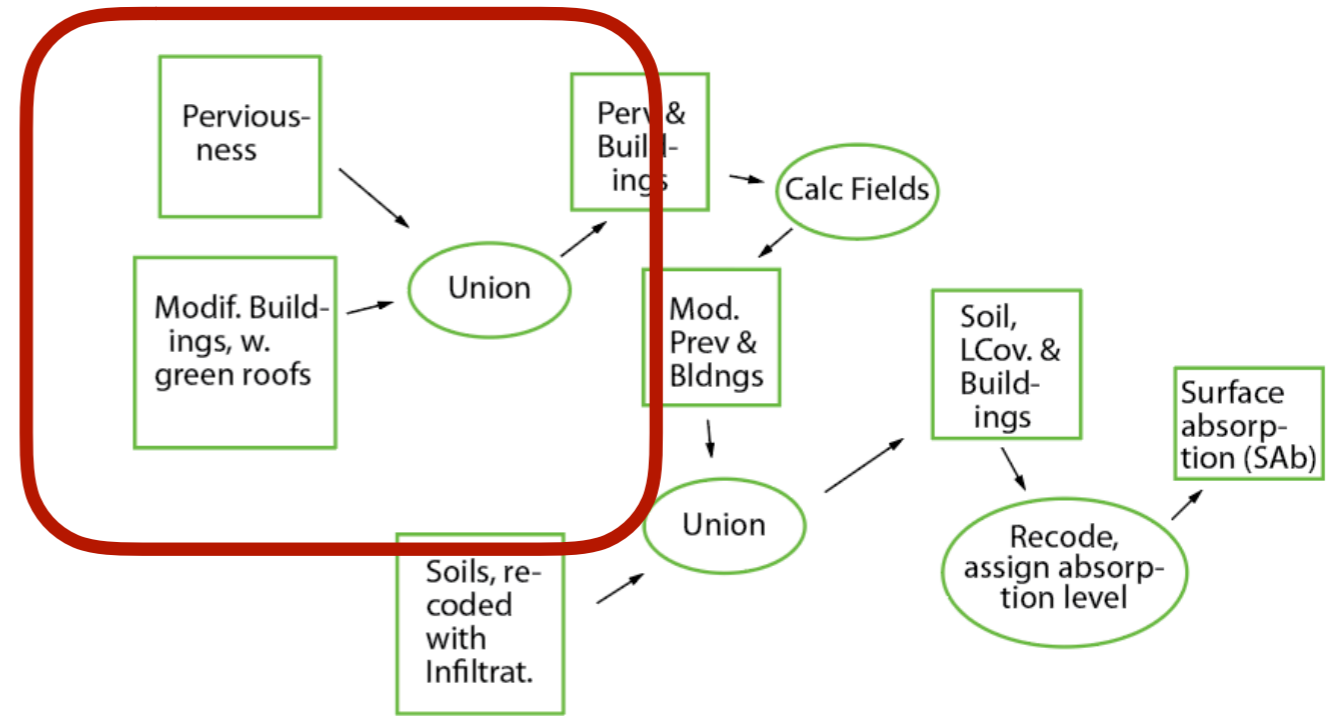 Pervious-
ness
Modif. Build-
ings, w.
green roofs
Union
Perv &
Build-
ings
Calc Fields
Mod.
Prev &
Bldngs
Soils, re-
coded
with
Infiltrat.
Union
Soil,
LCov. &
Build-
ings
Recode,
assign absorp-
tion level
Surface
absorp-
tion (SAb)